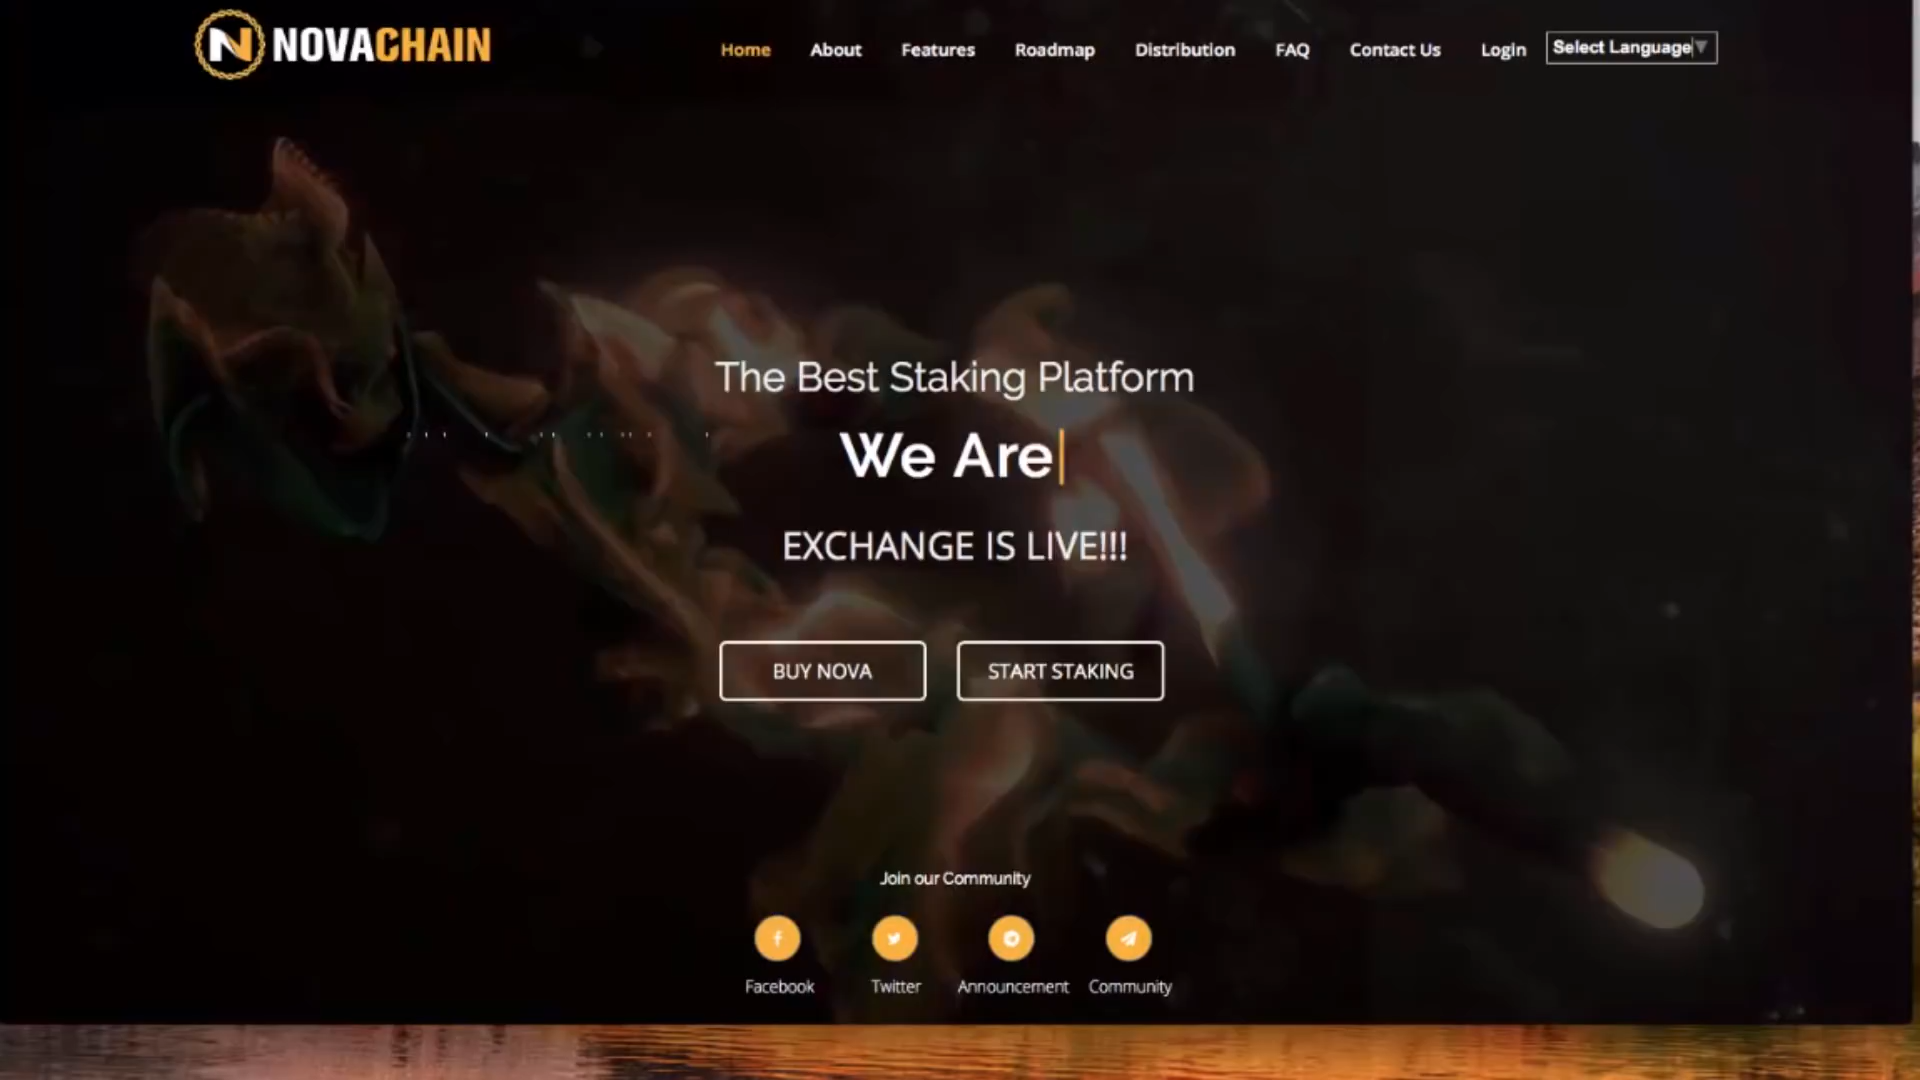 NOVACHAIN
Home About Features Roadmap Distribution FAQ Contact Us Login Select Language
The Best Staking Platform
We Are
EXCHANGE IS LIVE!!!
BUY NOVA START STAKING
Join our Community
Facebook Twitter Announcement Community